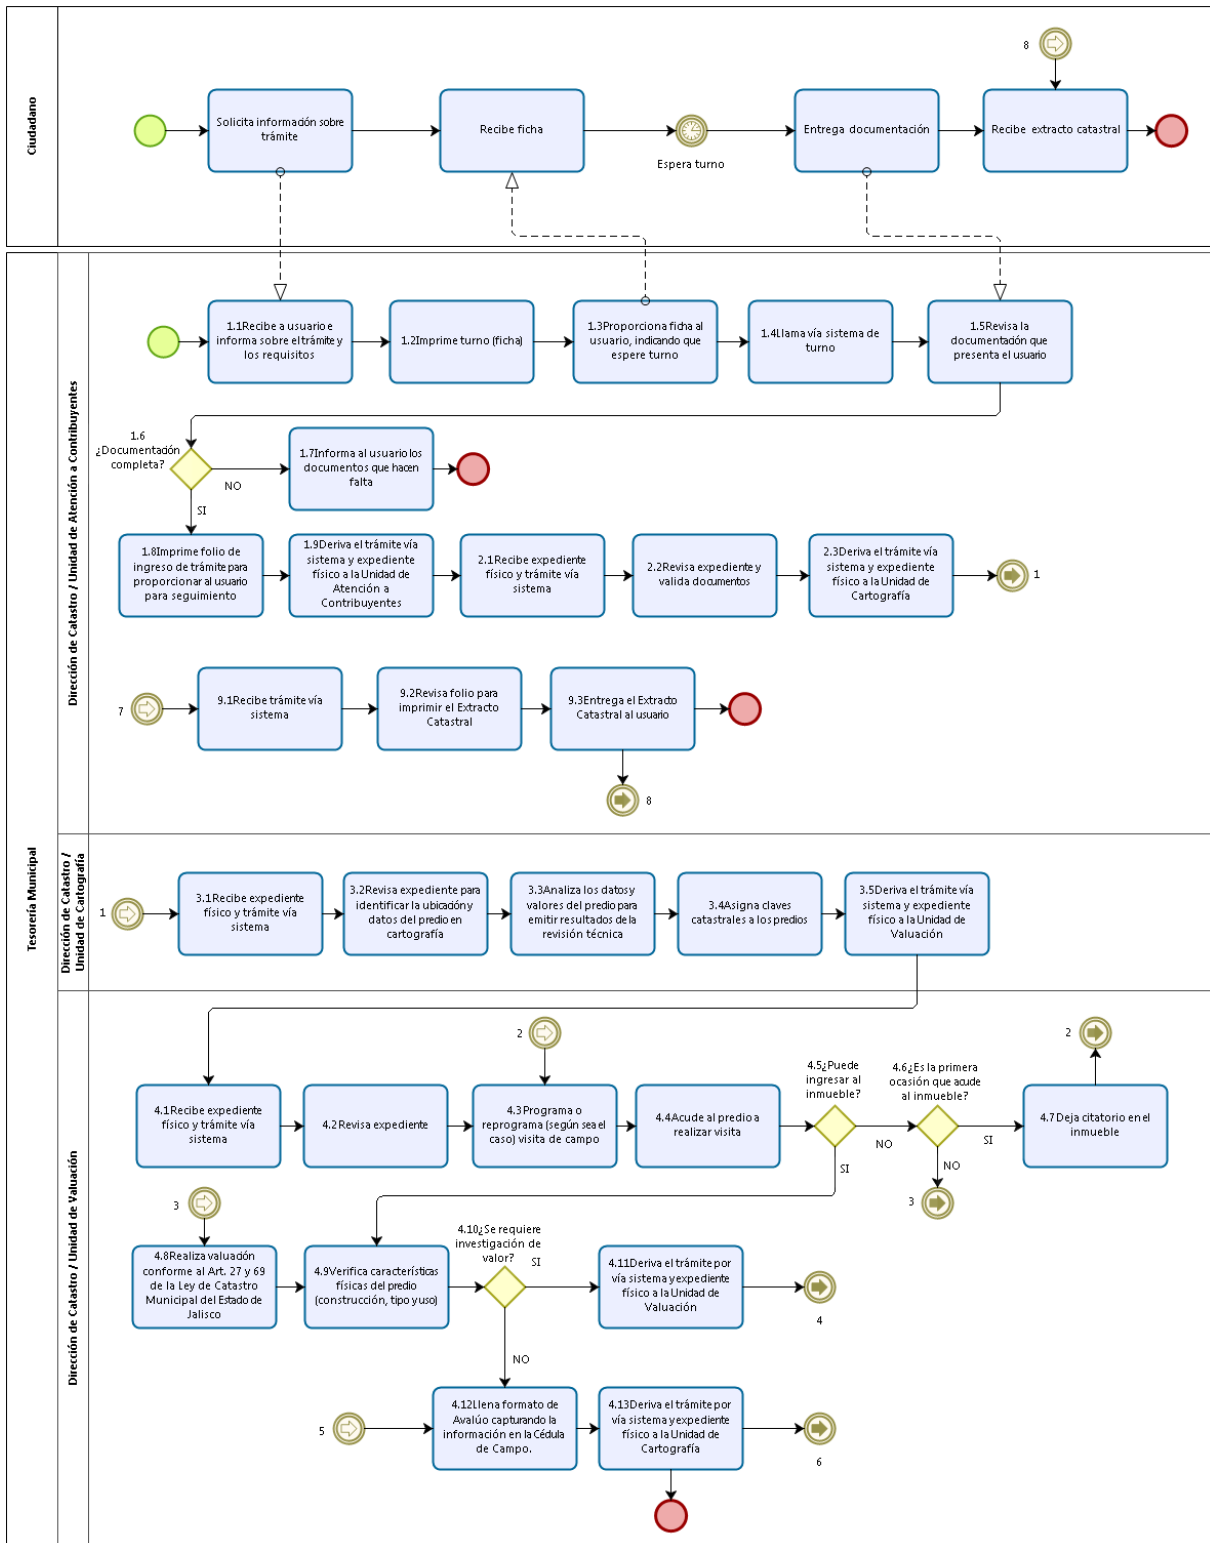 Ciudadano
8
Solicita información sobre
trámite
Recibe ficha
Espera turno
Entrega documentación
Recibe extracto catastral
Tesorería Municipal
Dirección de Catastro / Unidad de Atención a Contribuyentes
1.1Recibe a usuario e
informa sobre el trámite y
los requisitos
1.2Imprime turno (ficha)
1.3Proporciona ficha al
usuario, indicando que
espere turno
1.4Llama vía sistema de
turno
1.5Revisa la
documentación que
presenta el usuario
1.6
¿Documentación
completa?
NO
SI
1.7Informa al usuario los
documentos que hacen
falta
1.8Imprime folio de
ingreso de trámite para
proporcionar al usuario
para seguimiento
1.9Deriva el trámite vía
sistema y expediente
físico a la Unidad de
Atención a
Contribuyentes
2.1Recibe expediente
físico y trámite vía
sistema
2.2Revisa expediente y
valida documentos
2.3Deriva el trámite vía
sistema y expediente
físico a la Unidad de
Cartografía
1
7
9.1Recibe trámite vía
sistema
9.2Revisa folio para
imprimir el Extracto
Catastral
9.3Entrega el Extracto
Catastral al usuario
8
Dirección de Catastro /
Unidad de Cartografía
1
3.1Recibe expediente
físico y trámite vía
sistema
3.2Revisa expediente para
identificar la ubicación y
datos del predio en
cartografía
3.3Analiza los datos y
valores del predio para
emitir resultados de la
revisión técnica
3.4Asigna claves
catastrales a los predios
3.5Deriva el trámite vía
sistema y expediente
físico a la Unidad de
Valuación
Dirección de Catastro / Unidad de Valuación
2
2
4.1Recibe expediente
físico y trámite vía
sistema
4.2Revisa expediente
4.3Programa o
reprograma (según sea el
caso) visita de campo
4.4Acude al predio a
realizar visita
4.5¿Puede
ingresar al
inmueble?
NO
SI
4.6¿Es la primera
ocasión que acude
al inmueble?
SI
NO
4.7Deja citatorio en el
inmueble
3
3
4.8Realiza valuación
conforme al Art. 27 y 69
de la Ley de Catastro
Municipal del Estado de
Jalisco
4.9Verifica características
físicas del predio
(construcción, tipo y uso)
4.10¿Se requiere
investigación de
valor?
SI
NO
4.11Deriva el trámite por
vía sistema y expediente
físico a la Unidad de
Valuación
4
5
4.12Llena formato de
Avalúo capturando la
información en la Cédula
de Campo.
4.13Deriva el trámite por
vía sistema y expediente
físico a la Unidad de
Cartografía
6